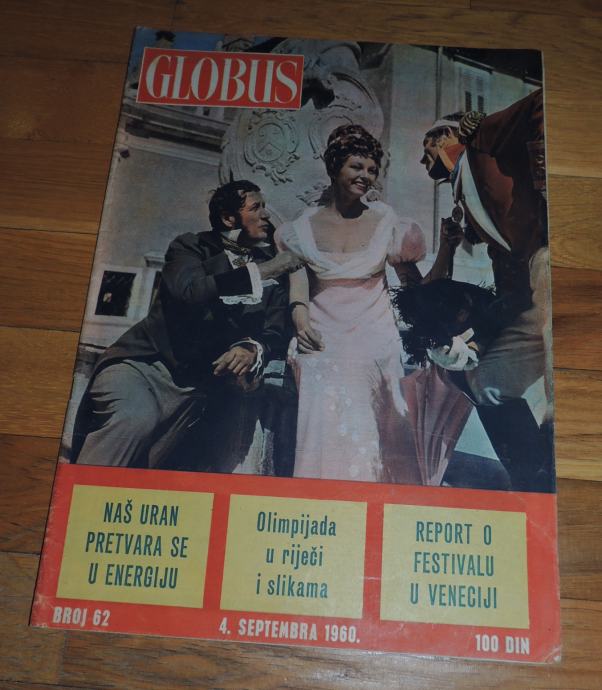 GLOBUS
NAŠ URAN
PRETVARA SE
U ENERGIJU
Olimpijada
u riječi
i slikama
REPORT O
FESTIVALU
U VENECIJI
BROJ 62
4. SEPTEMBRA 1960.
100 DIN